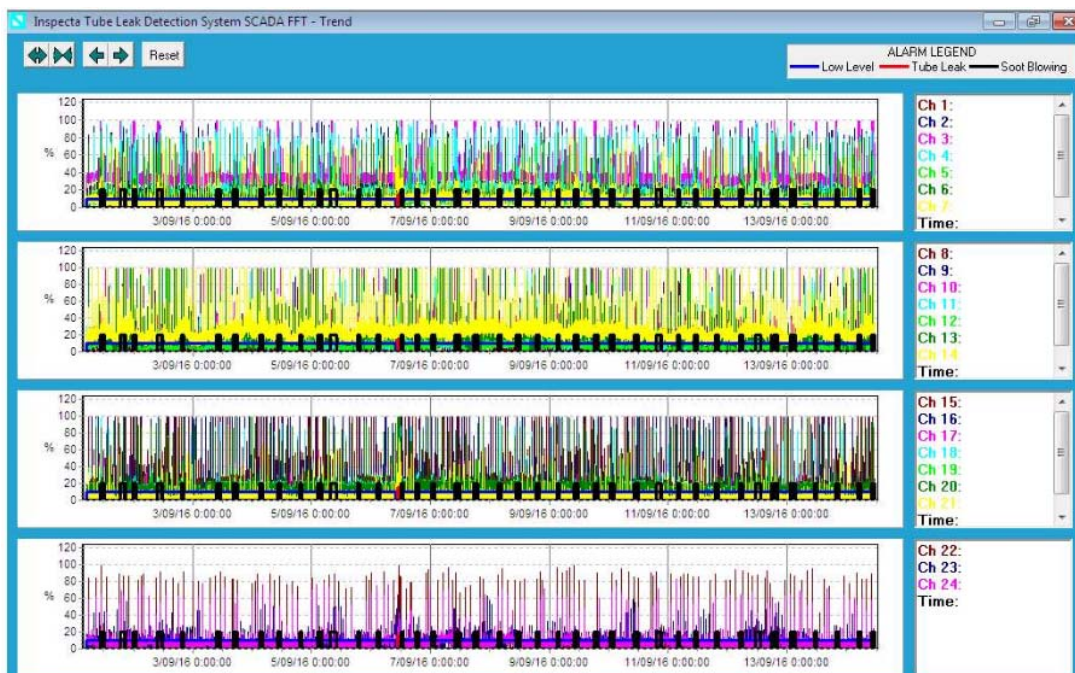 Inspecta Tube Leak Detection System SCADA FFT - Trend
Reset
ALARM LEGEND
Low Level Tube Leak Soot Blowing
120
100
80
%
60
40
20
0
3/09/16 0:00:00 5/09/16 0:00:00 7/09/16 0:00:00 9/09/16 0:00:00 11/09/16 0:00:00 13/09/16 0:00:00
Ch 1:
Ch 2:
Ch 3:
Ch 4:
Ch 5:
Ch 6:
Ch 7:
Time:
120
100
80
%
60
40
20
0
3/09/16 0:00:00 5/09/16 0:00:00 7/09/16 0:00:00 9/09/16 0:00:00 11/09/16 0:00:00 13/09/16 0:00:00
Ch 8:
Ch 9:
Ch 10:
Ch 11:
Ch 12:
Ch 13:
Ch 14
Time:
120
100
80
%
60
40
20
0
3/09/16 0:00:00 5/09/16 0:00:00 7/09/16 0:00:00 9/09/16 0:00:00 11/09/16 0:00:00 13/09/16 0:00:00
Ch 15:
Ch 16:
Ch 17:
Ch 18:
Ch 19:
Ch 20:
Ch 21:
Time:
120
100
80
%
60
40
20
0
3/09/16 0:00:00 5/09/16 0:00:00 7/09/16 0:00:00 9/09/16 0:00:00 11/09/16 0:00:00 13/09/16 0:00:00
Ch 22:
Ch 23:
Ch 24:
Time: